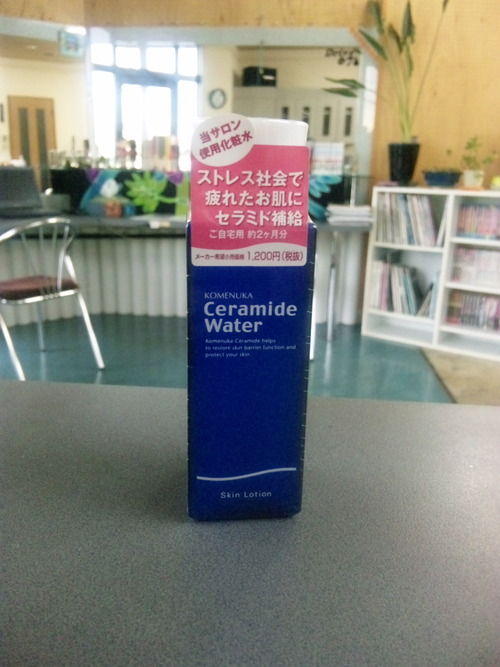 当サロン
使用化粧水
ストレス社会で
疲れたお肌に
セラミド補給
ご自宅用 約2ヶ月分
メーカー希望小売価格 1,200円(税抜)
KOMENUKA
Ceramide
Water
Komenuka Ceramide helps
to restore skin barrier function and
protect your skin.
Skin Lotion